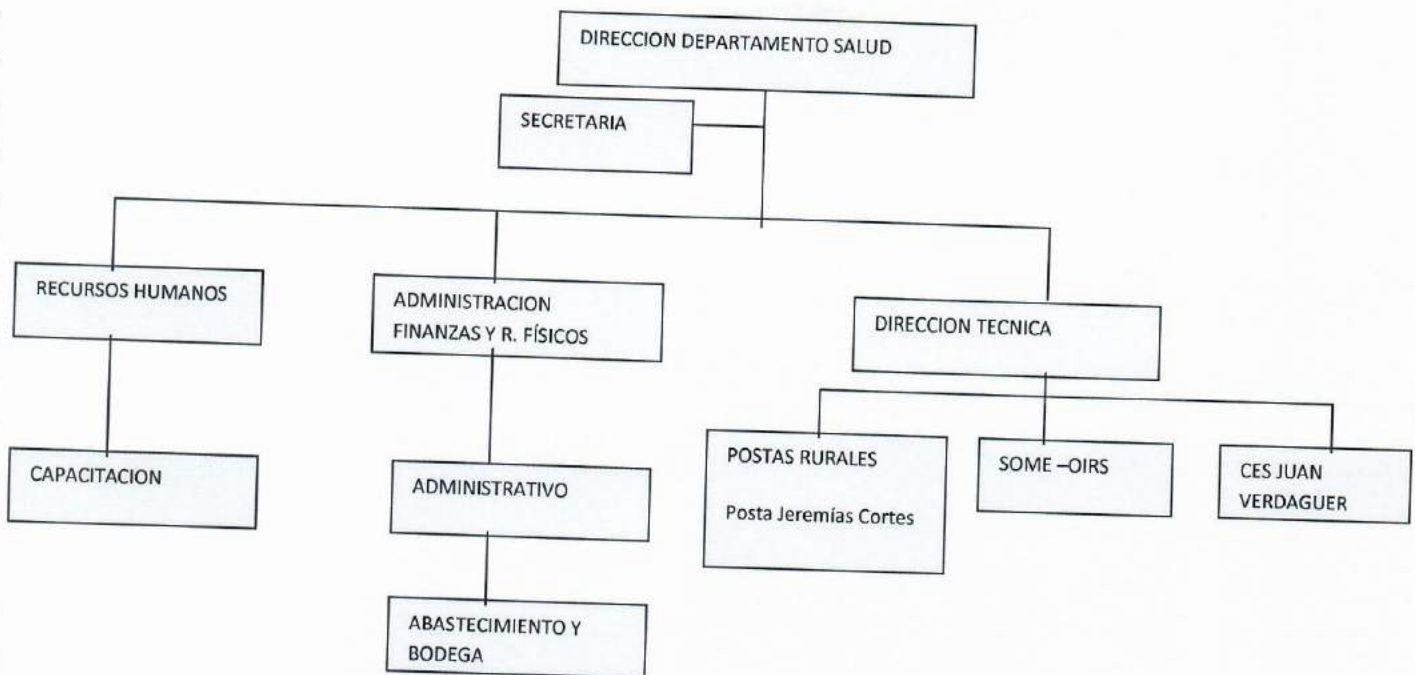 DIRECCION DEPARTAMENTO SALUD
SECRETARIA
RECURSOS HUMANOS
ADMINISTRACION
FINANZAS Y R. FÍSICOS
DIRECCION TECNICA
CAPACITACION
ADMINISTRATIVO
POSTAS RURALES
Posta Jeremías Cortes
SOME –OIRS
CES JUAN
VERDAGUER
ABASTECIMIENTO Y
BODEGA